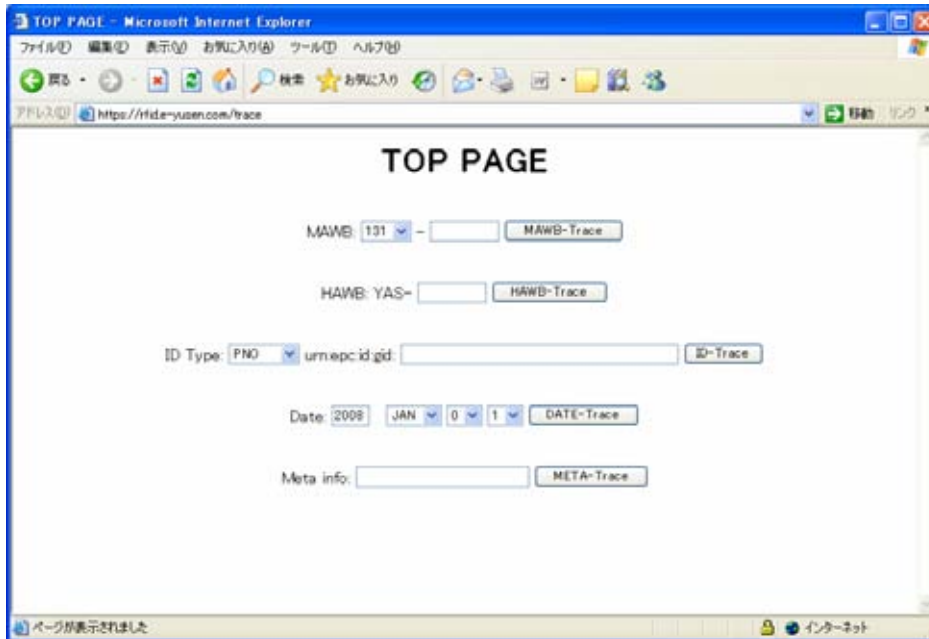 TOP PAGE - Microsoft Internet Explorer
ファイル(F) 編集(E) 表示(V) お気に入り(A) ツール(T) ヘルプ(H)
戻る 検索 お気に入り
アドレス(D) https://rfid.e-yusen.com/trace 移動 リンク
TOP PAGE
MAWB: 131 - MAWB-Trace
HAWB: YAS- HAWB-Trace
ID Type: PNO urn:epc:id:gid: ID-Trace
Date: 2008 JAN 0 1 DATE-Trace
Meta info: META-Trace
ページが表示されました インターネット